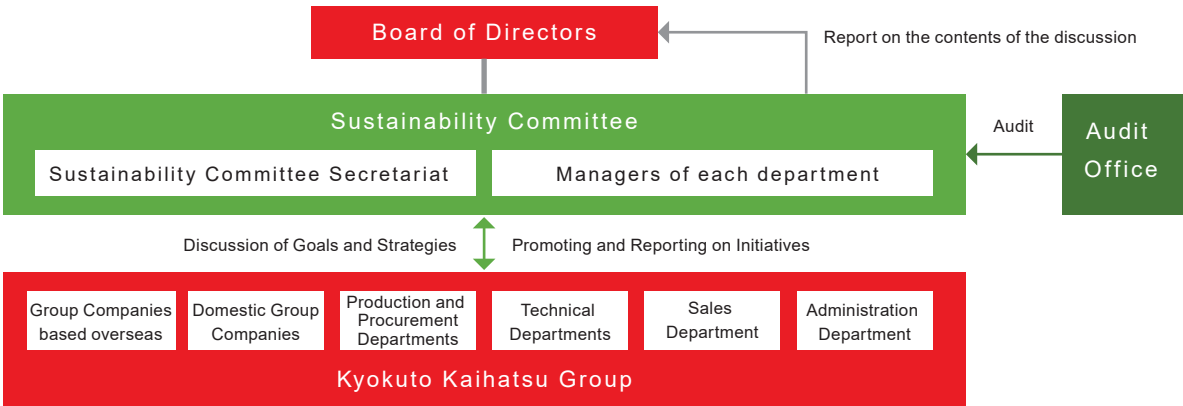 Board of Directors
Report on the contents of the discussion
Sustainability Committee
Audit
Audit
Office
Sustainability Committee Secretariat
Managers of each department
Discussion of Goals and Strategies
Promoting and Reporting on Initiatives
Group Companies
based overseas
Domestic Group
Companies
Production and
Procurement
Departments
Technical
Departments
Sales
Department
Administration
Department
Kyokuto Kaihatsu Group